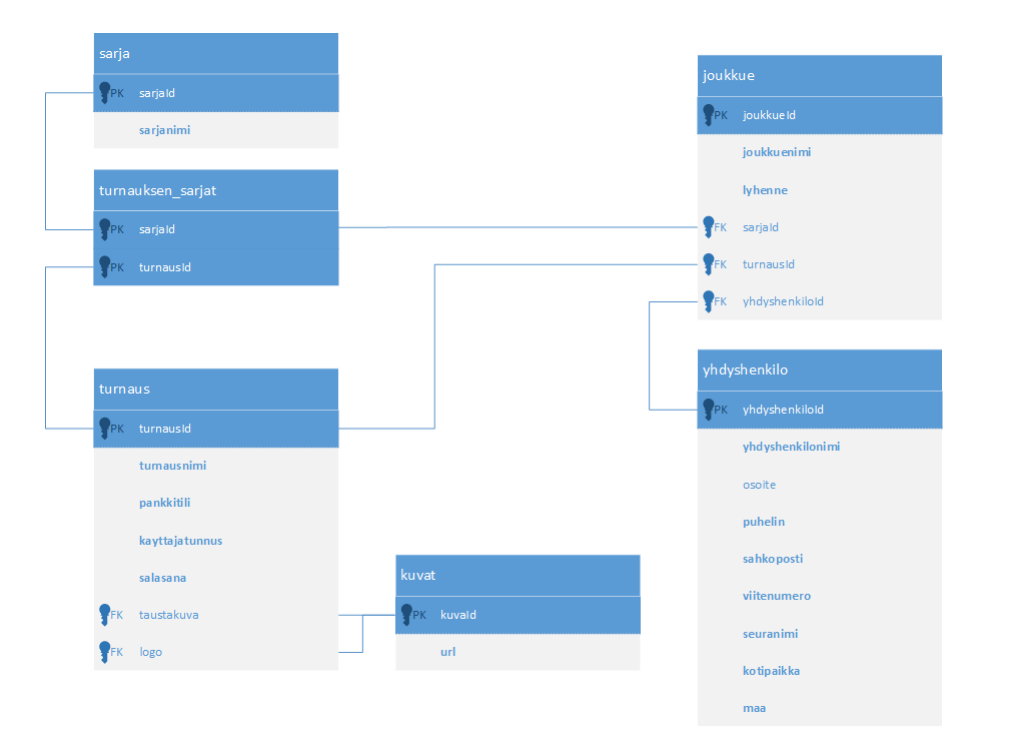 sarja
PK sarjaId
sarjanimi
turnauksen_sarjat
PK sarjaId
PK turnausId
turnaus
PK turnausId
turnausnimi
pankkitili
kayttajatunnus
salasana
FK taustakuva
FK logo
kuvat
PK kuvaId
url
joukkue
PK joukkueId
joukkuenimi
lyhenne
FK sarjaId
FK turnausId
FK yhdyshenkiloId
yhdyshenkilo
PK yhdyshenkiloId
yhdyshenkilonimi
osoite
puhelin
sahkoposti
viitenumero
seuranimi
kotipaikka
maa